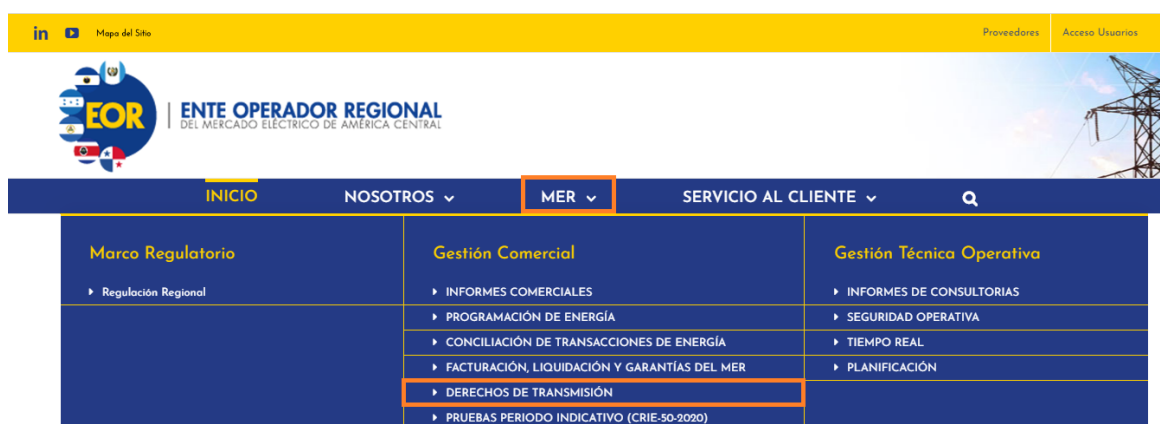 in
Mapa del Sitio
Proveedores
Acceso Usuarios
EOR
ENTE OPERADOR REGIONAL
DEL MERCADO ELÉCTRICO DE AMÉRICA CENTRAL
INICIO
NOSOTROS
MER
SERVICIO AL CLIENTE
Marco Regulatorio
Regulación Regional
Gestión Comercial
INFORMES COMERCIALES
PROGRAMACIÓN DE ENERGÍA
CONCILIACIÓN DE TRANSACCIONES DE ENERGÍA
FACTURACIÓN, LIQUIDACIÓN Y GARANTÍAS DEL MER
DERECHOS DE TRANSMISIÓN
PRUEBAS PERIODO INDICATIVO (CRIE-50-2020)
Gestión Técnica Operativa
INFORMES DE CONSULTORIAS
SEGURIDAD OPERATIVA
TIEMPO REAL
PLANIFICACIÓN